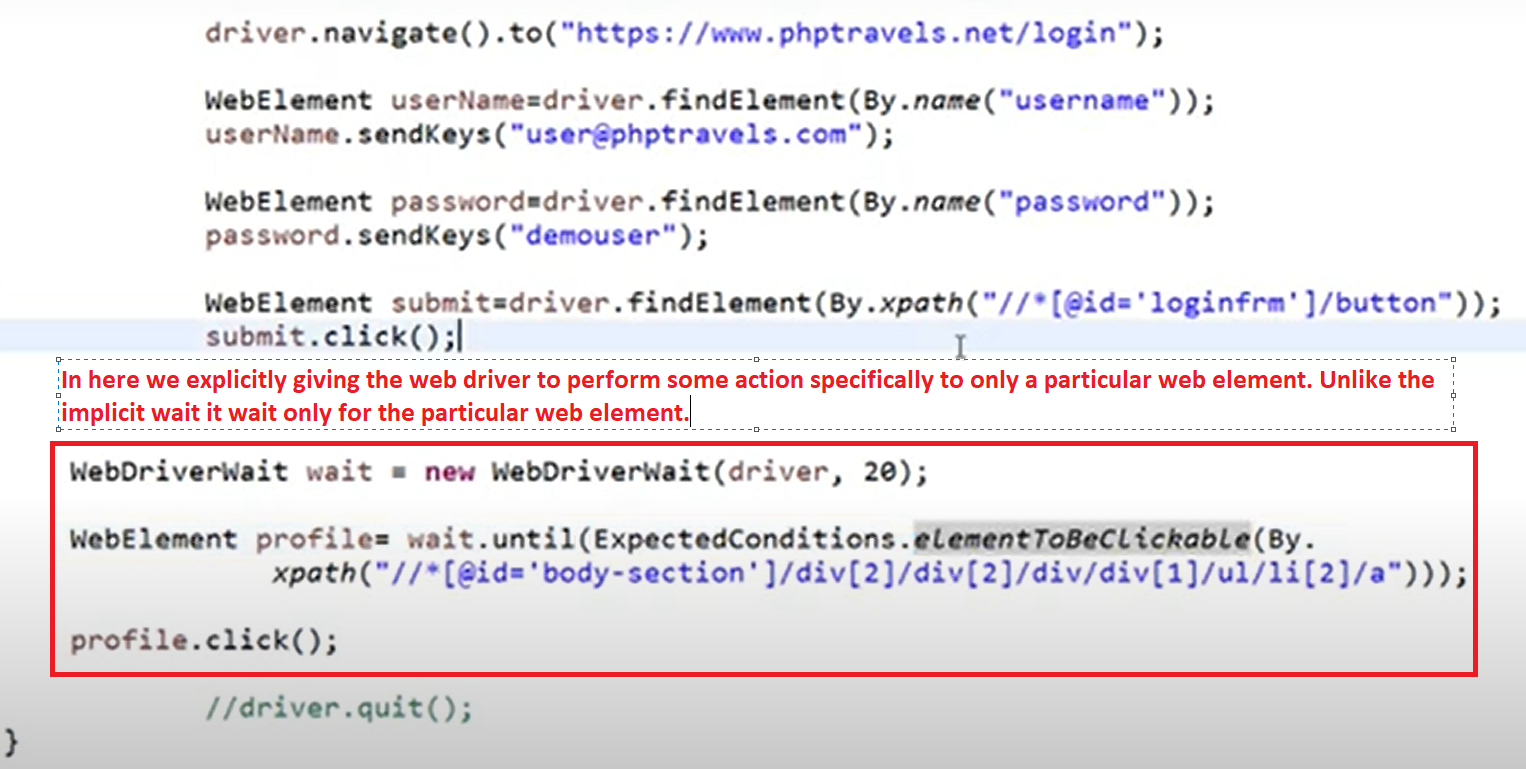 driver.navigate().to("https://www.phptravels.net/login");
WebElement userName=driver.findElement(By.name("username"));
userName.sendKeys("user@phptravels.com");
WebElement password=driver.findElement(By.name("password"));
password.sendKeys("demouser");
WebElement submit=driver.findElement(By.xpath("//*[@id='loginfrm']/button"));
submit.click();
In here we explicitly giving the web driver to perform some action specifically to only a particular web element. Unlike the
implicit wait it wait only for the particular web element.
WebDriverWait wait = new WebDriverWait(driver, 20);
WebElement profile= wait.until(ExpectedConditions.elementToBeClickable(By.
xpath("//*[@id='body-section']/div[2]/div[2]/div/div[1]/ul/li[2]/a")));
profile.click();
//driver.quit();
}